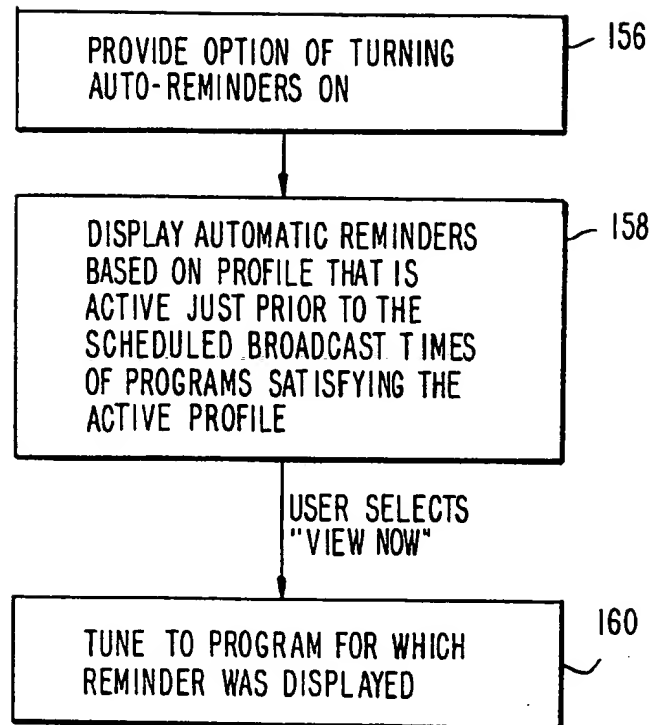 PROVIDE OPTION OF TURNING
AUTO-REMINDERS ON
156
DISPLAY AUTOMATIC REMINDERS
BASED ON PROFILE THAT IS
ACTIVE JUST PRIOR TO THE
SCHEDULED BROADCAST TIMES
OF PROGRAMS SATISFYING THE
ACTIVE PROFILE
158
USER SELECTS
"VIEW NOW"
TUNE TO PROGRAM FOR WHICH
REMINDER WAS DISPLAYED
160